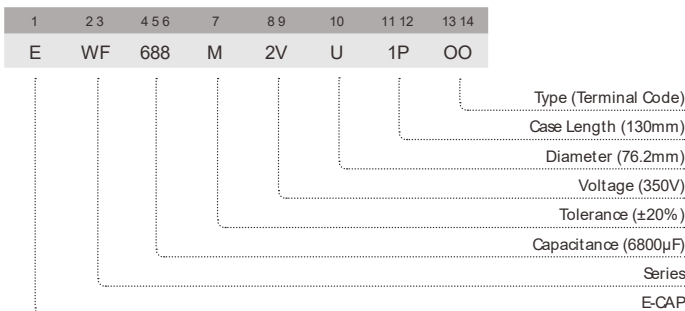 1 2 3 4 5 6 7 8 9 10 11 12 13 14
E WF 688 M 2V U 1P OO
Type (Terminal Code)
Case Length (130mm)
Diameter (76.2mm)
Voltage (350V)
Tolerance (±20%)
Capacitance (6800µF)
Series
E-CAP